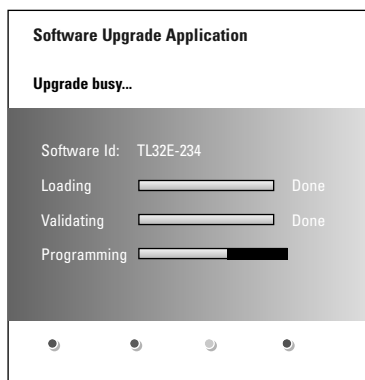 Software Upgrade Application
Upgrade busy...
Software Id: TL32E-234
Loading Done
Validating Done
Programming